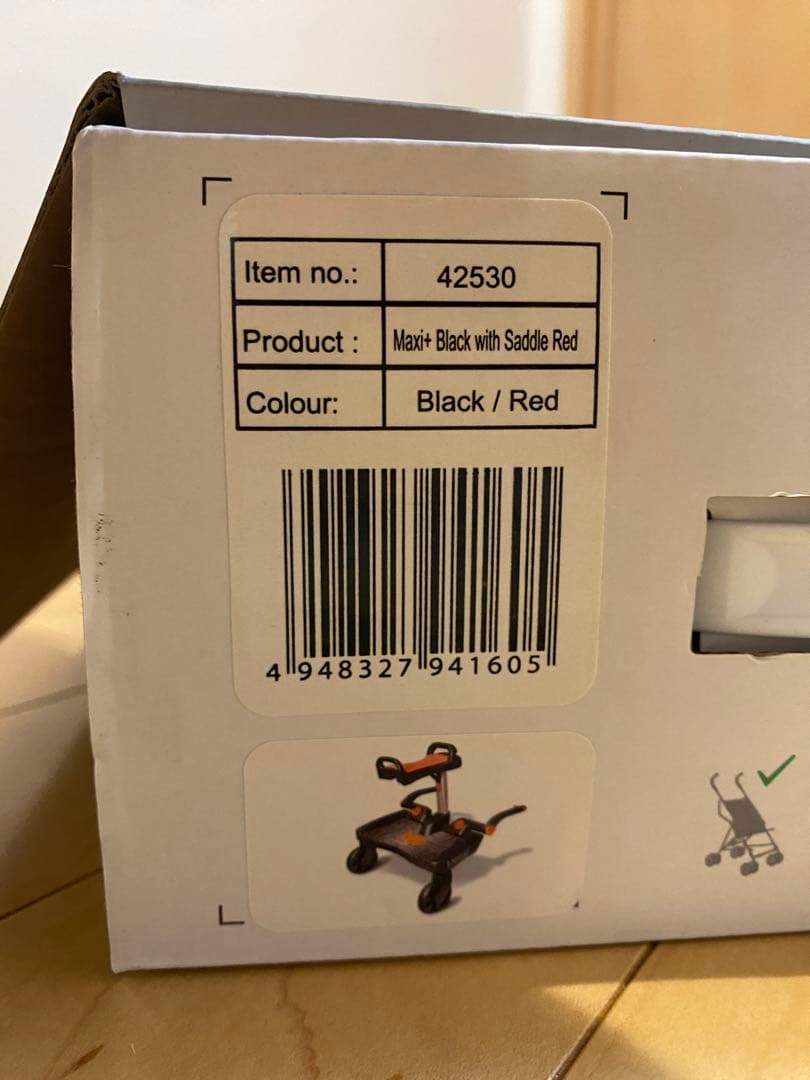 Item no.: 42530
Product : Maxi+ Black with Saddle Red
Colour: Black / Red
4 948327 941605